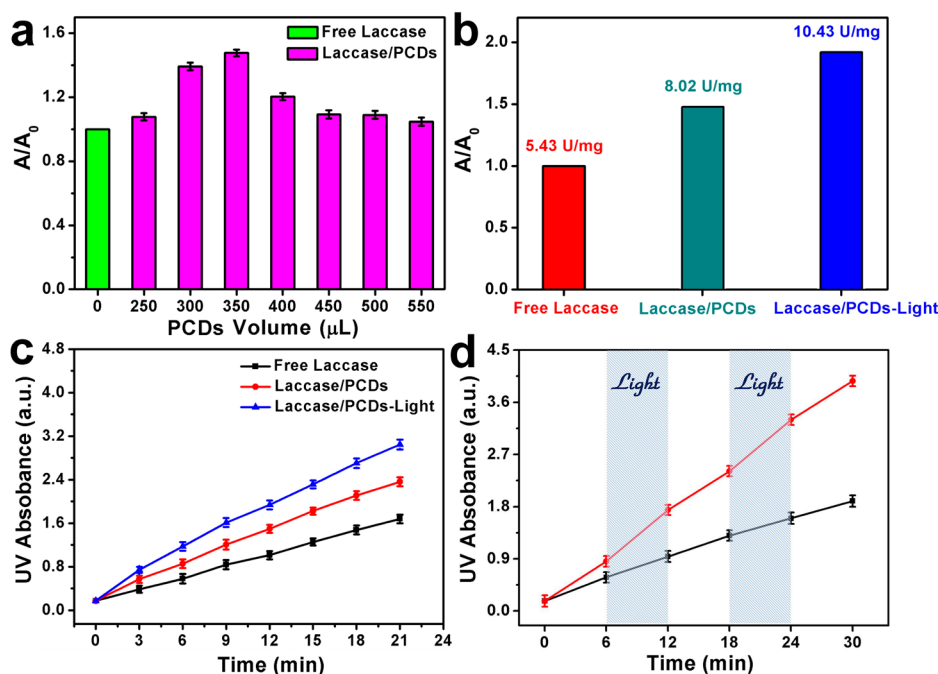 a
Free Laccase
Laccase/PCDs
A/A0
1.6
1.2
0.8
0.4
0.0
0 250 300 350 400 450 500 550
PCDs Volume (μL)
b
10.43 U/mg
8.02 U/mg
5.43 U/mg
A/A0
2.0
1.5
1.0
0.5
0.0
Free Laccase Laccase/PCDs Laccase/PCDs-Light
c
Free Laccase
Laccase/PCDs
Laccase/PCDs-Light
UV Absobance (a.u.)
4.8
4.0
3.2
2.4
1.6
0.8
0.0
0 3 6 9 12 15 18 21 24
Time (min)
d
Light Light
UV Absobance (a.u.)
4.5
3.6
2.7
1.8
0.9
0.0
0 6 12 18 24 30
Time (min)